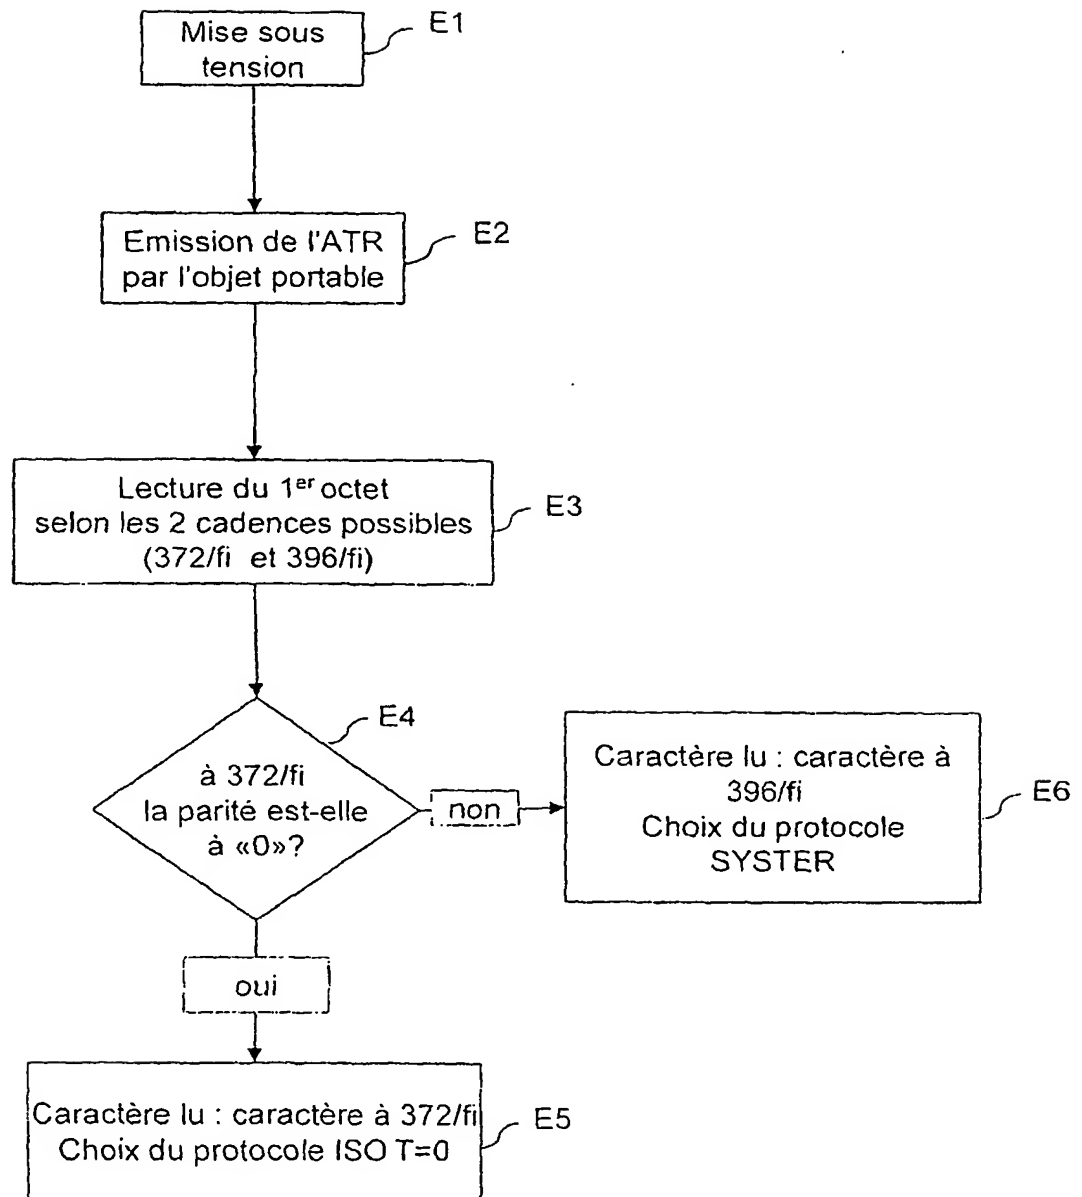 Mise sous
tension
E1
Emission de l'ATR
par l'objet portable
E2
Lecture du 1er octet
selon les 2 cadences possibles
(372/fi et 396/fi)
E3
E4
à 372/fi
la parité est-elle
à «0»?
non
Caractère lu : caractère à
396/fi
Choix du protocole
SYSTER
E6
oui
Caractère lu : caractère à 372/fi
Choix du protocole ISO T=0
E5